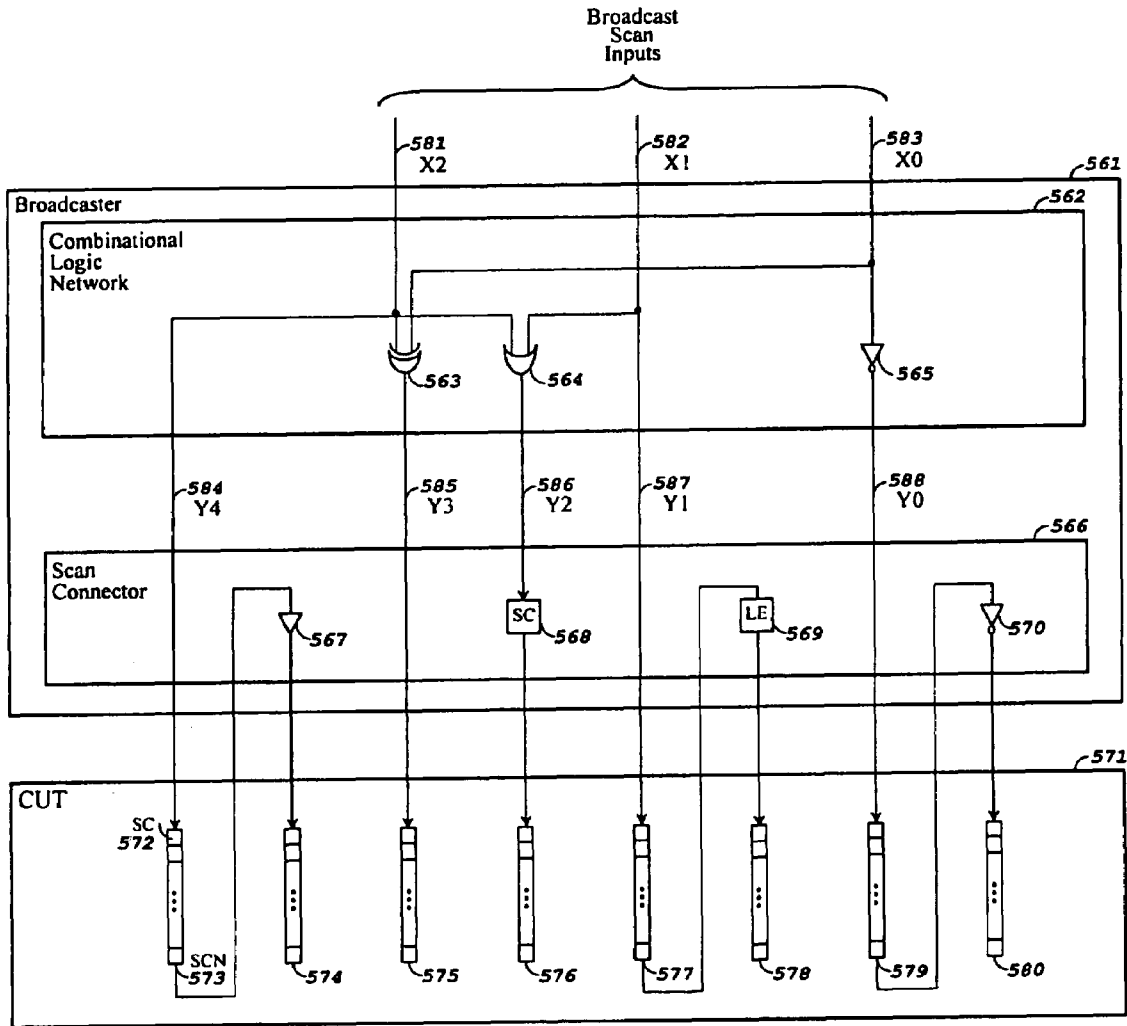 Broadcast
Scan
Inputs
581
X2
582
X1
583
X0
561
Broadcaster
562
Combinational
Logic
Network
563
564
565
584
Y4
585
Y3
586
Y2
587
Y1
588
Y0
566
Scan
Connector
567
SC
568
LE
569
570
571
CUT
SC
572
SCN
573
574
575
576
577
578
579
580